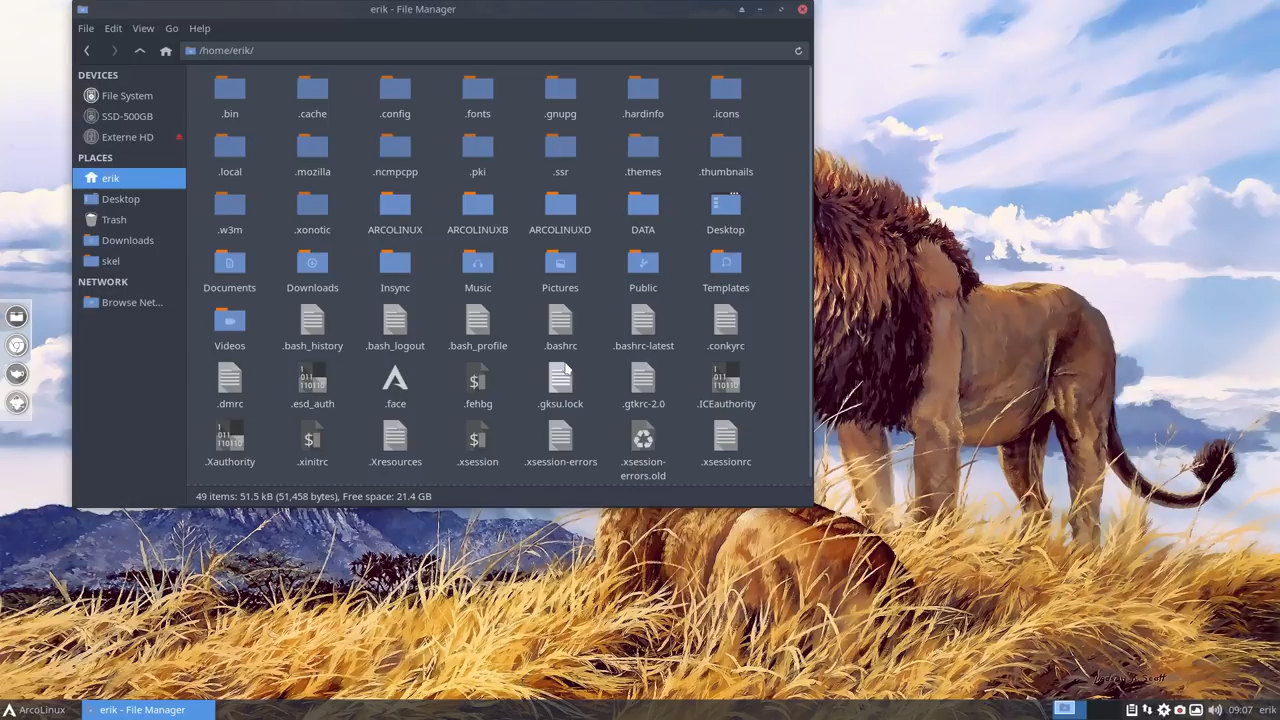 erik - File Manager
File Edit View Go Help
/home/erik/
DEVICES
File System
SSD-500GB
Externe HD
PLACES
erik
Desktop
Trash
Downloads
skel
NETWORK
Browse Net...
.bin .cache .config .fonts .gnupg .hardinfo .icons
.local .mozilla .ncmpcpp .pki .ssr .themes .thumbnails
.w3m .xonotic ARCOLINUX ARCOLINUXB ARCOLINUXD DATA Desktop
Documents Downloads Insync Music Pictures Public Templates
Videos .bash_history .bash_logout .bash_profile .bashrc .bashrc-latest .conkyrc
.dmrc .esd_auth .face .fehbg .gksu.lock .gtkrc-2.0 .ICEauthority
.Xauthority .xinitrc .Xresources .xsession .xsession-errors .xsession-
errors.old .xsessionrc
49 items: 51.5 kB (51,458 bytes), Free space: 21.4 GB
ArcoLinux erik - File Manager 09:07 erik